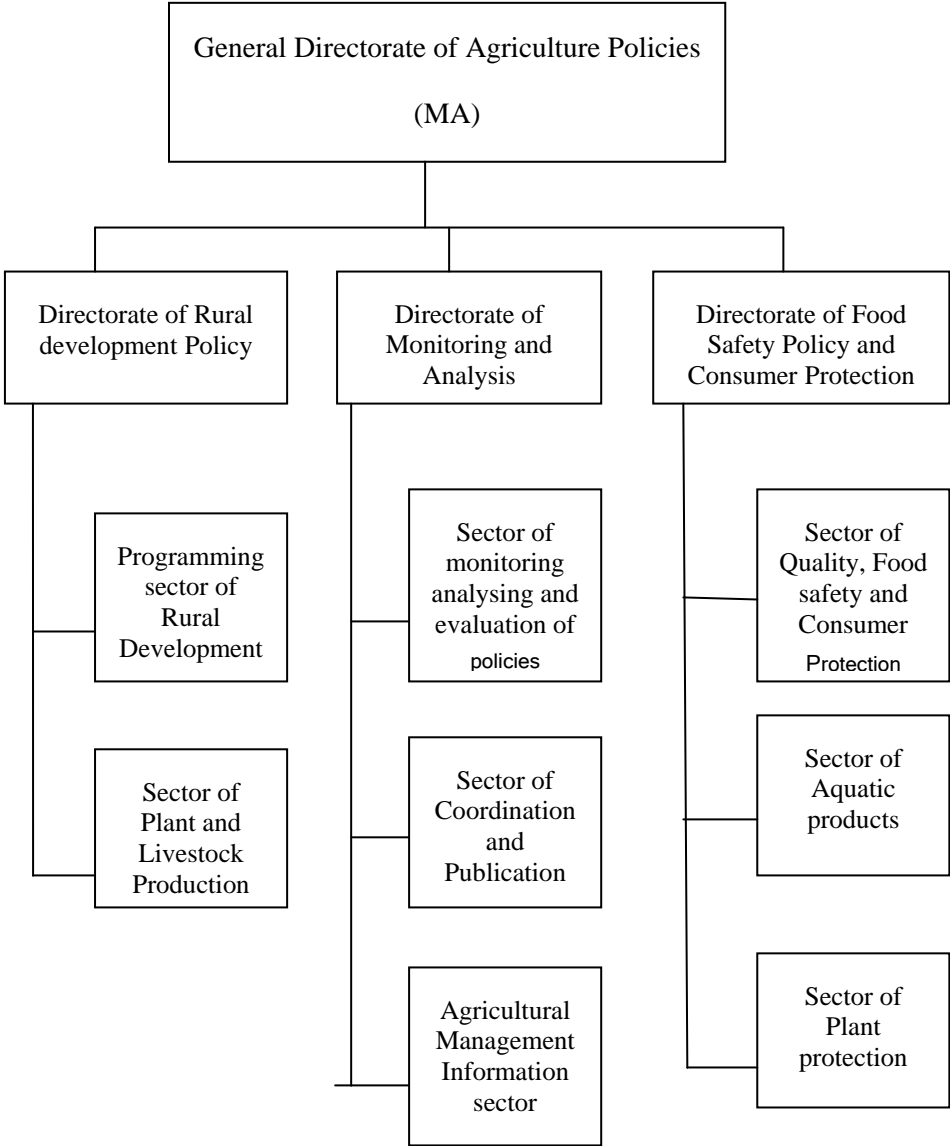 General Directorate of Agriculture Policies
(MA)
Directorate of Rural
development Policy
Directorate of
Monitoring and
Analysis
Directorate of Food
Safety Policy and
Consumer Protection
Programming
sector of
Rural
Development
Sector of
Plant and
Livestock
Production
Sector of
monitoring
analysing and
evaluation of
policies
Sector of
Coordination
and
Publication
Agricultural
Management
Information
sector
Sector of
Quality, Food
safety and
Consumer
Protection
Sector of
Aquatic
products
Sector of
Plant
protection